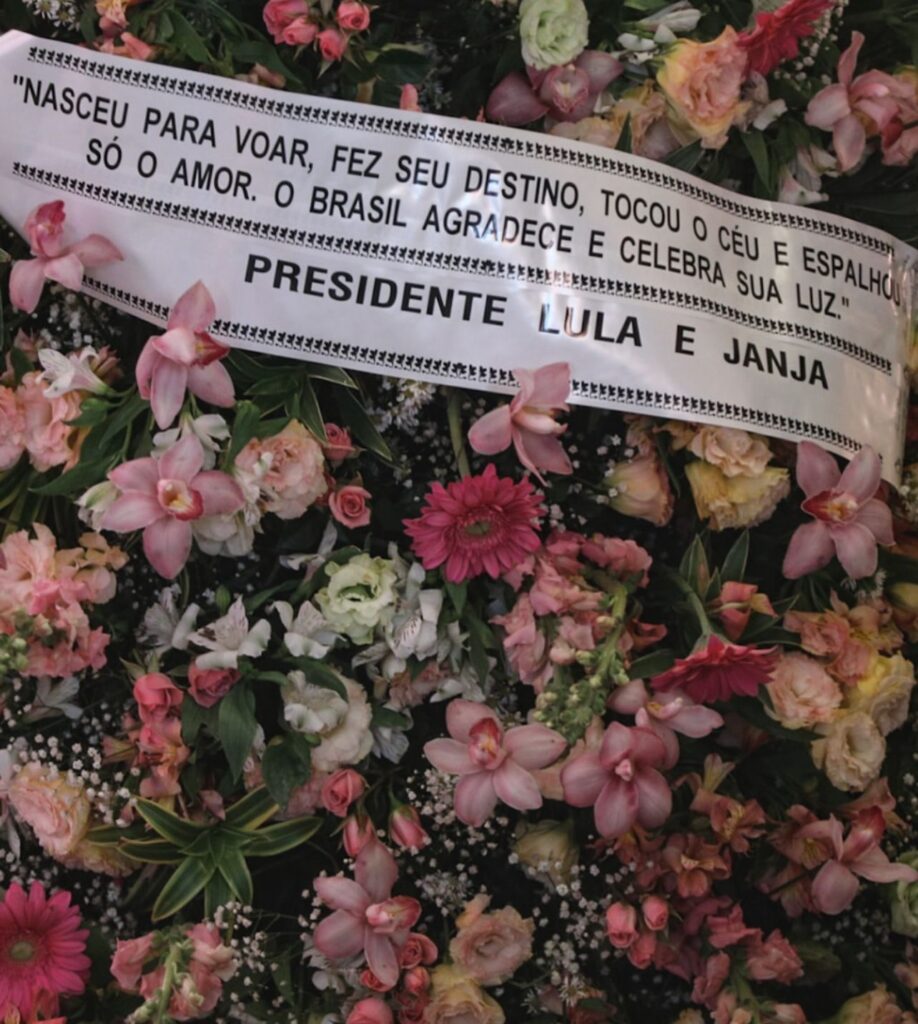 "NASCEU PARA VOAR, FEZ SEU DESTINO, TOCOU O CÉU E ESPALHOU
SÓ O AMOR. O BRASIL AGRADECE E CELEBRA SUA LUZ."
PRESIDENTE LULA E JANJA